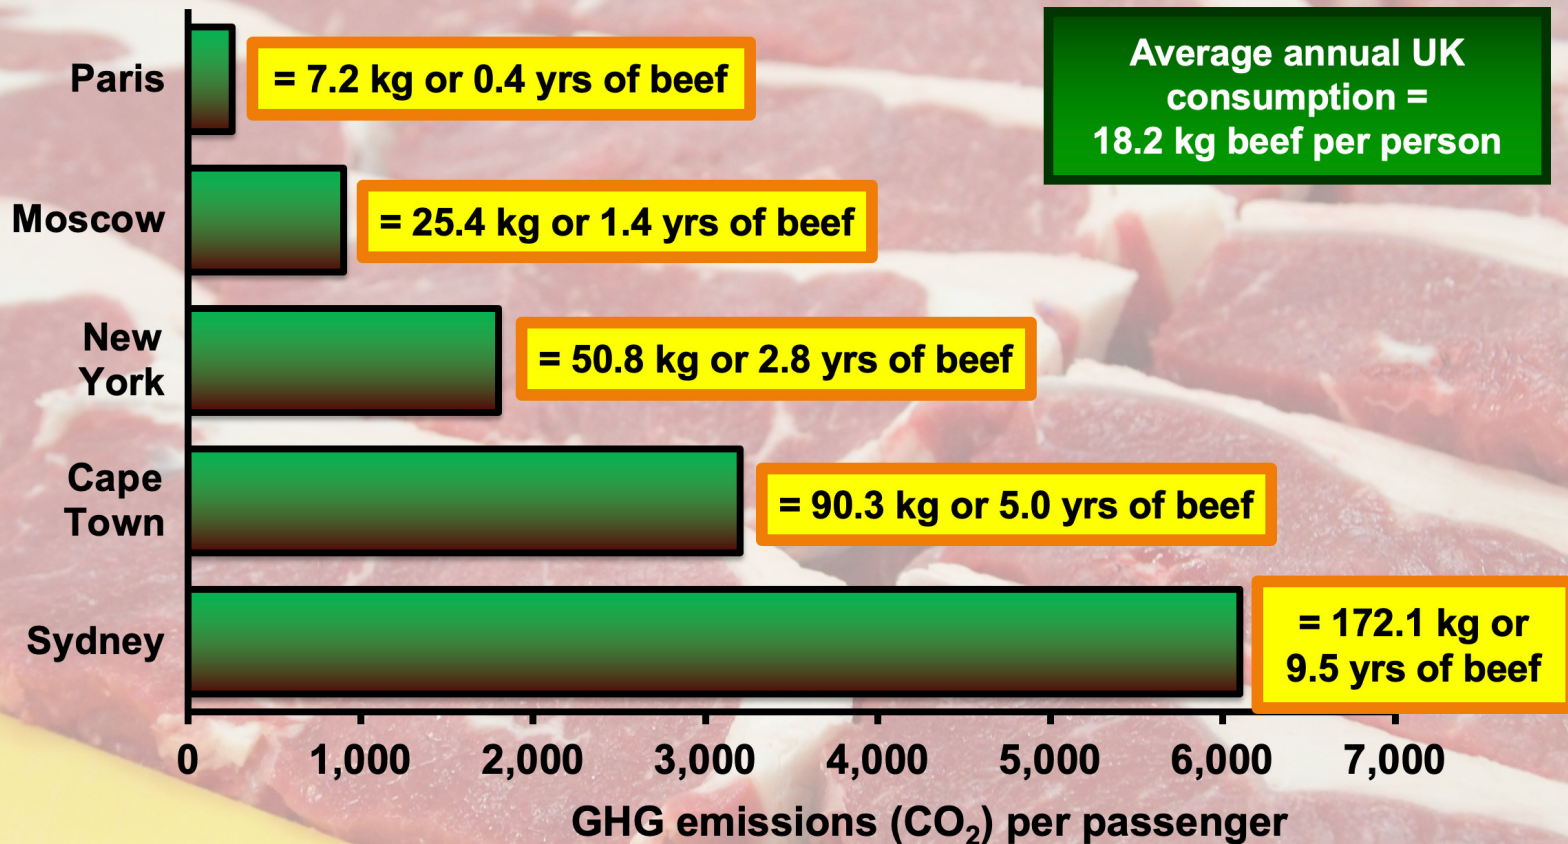 Paris
= 7.2 kg or 0.4 yrs of beef
Average annual UK
consumption =
18.2 kg beef per person
Moscow
= 25.4 kg or 1.4 yrs of beef
New
York
= 50.8 kg or 2.8 yrs of beef
Cape
Town
= 90.3 kg or 5.0 yrs of beef
Sydney
= 172.1 kg or
9.5 yrs of beef
0 1,000 2,000 3,000 4,000 5,000 6,000 7,000
GHG emissions (CO₂) per passenger